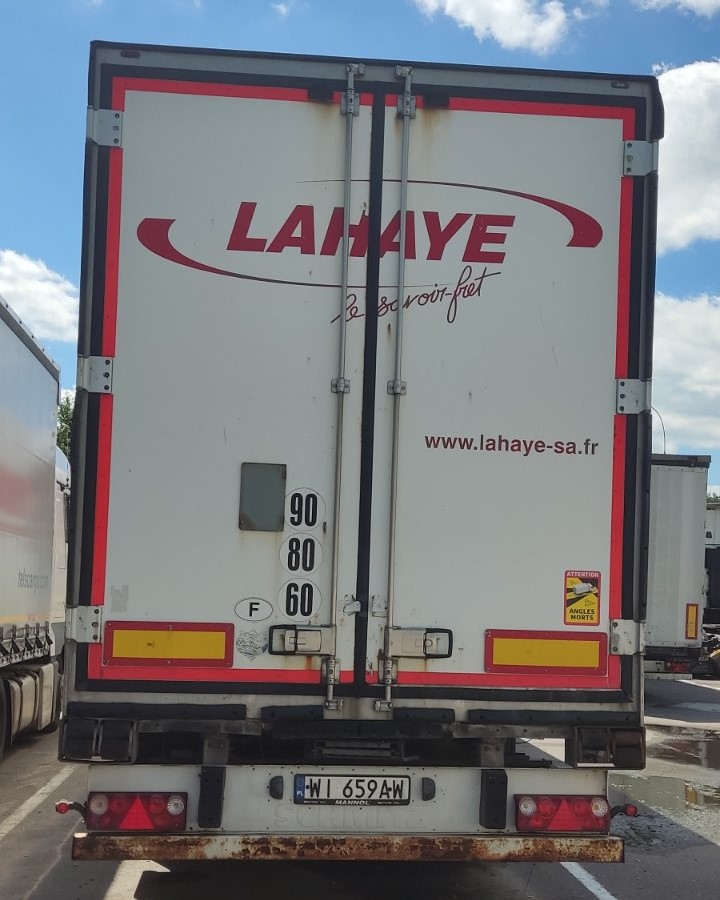 LAHAYE
le savoir-fret
www.lahaye-sa.fr
90
80
60
F
ATTENTION
ANGLES
MORTS
PL
WI 659AW
MANNOL